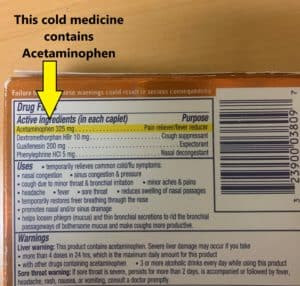 This cold medicine
contains
Acetaminophen
Failure these warnings could result in serious consequences
Drug
Active Ingredients (in each caplet) Purpose
Acetaminophen 325 mg Pain reliever/fever reducer
Dextromethorphan HBr 10 mg Cough suppressant
Guaifenesin 200 mg Expectorant
Phenylephrine HCl 5 mg Nasal decongestant
Uses • temporarily relieves common cold/flu symptoms:
• nasal congestion • sinus congestion & pressure
• cough due to minor throat & bronchial irritation • minor aches & pains
• headache • fever • sore throat • reduces swelling of nasal passages
• temporarily restores freer breathing through the nose
• promotes nasal and/or sinus drainage
• helps loosen phlegm (mucus) and thin bronchial secretions to rid the bronchial
passageways of bothersome mucus and make coughs more productive.
Warnings
Liver warning: This product contains acetaminophen. Severe liver damage may occur if you take
• more than 4 doses in 24 hrs, which is the maximum daily amount for this product
• with other drugs containing acetaminophen • 3 or more alcoholic drinks every day while using this product
Sore throat warning: If sore throat is severe, persists for more than 2 days, is accompanied or followed by fever,
headache, rash, nausea, or vomiting, consult a doctor promptly.